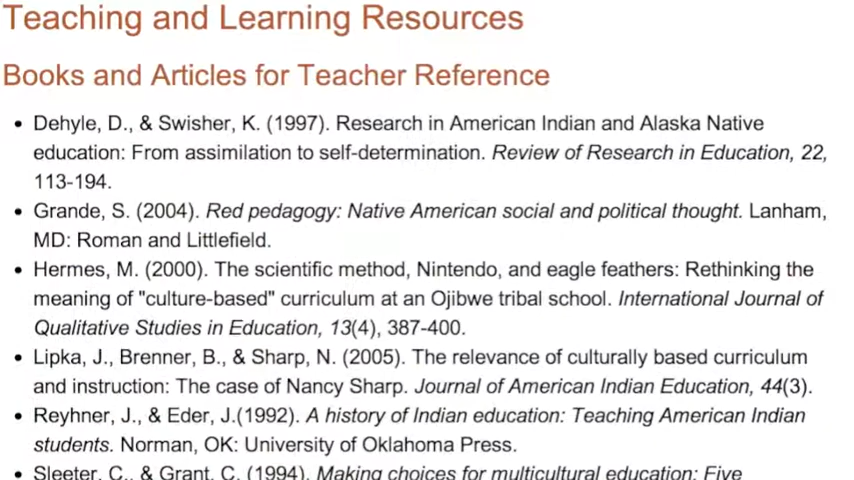 Teaching and Learning Resources
Books and Articles for Teacher Reference
• Dehyle, D., & Swisher, K. (1997). Research in American Indian and Alaska Native
education: From assimilation to self-determination. Review of Research in Education, 22,
113-194.
• Grande, S. (2004). Red pedagogy: Native American social and political thought. Lanham,
MD: Roman and Littlefield.
• Hermes, M. (2000). The scientific method, Nintendo, and eagle feathers: Rethinking the
meaning of "culture-based" curriculum at an Ojibwe tribal school. International Journal of
Qualitative Studies in Education, 13(4), 387-400.
• Lipka, J., Brenner, B., & Sharp, N. (2005). The relevance of culturally based curriculum
and instruction: The case of Nancy Sharp. Journal of American Indian Education, 44(3).
• Reyhner, J., & Eder, J.(1992). A history of Indian education: Teaching American Indian
students. Norman, OK: University of Oklahoma Press.
• Sleeter, C., & Grant, C. (1994). Making choices for multicultural education: Five